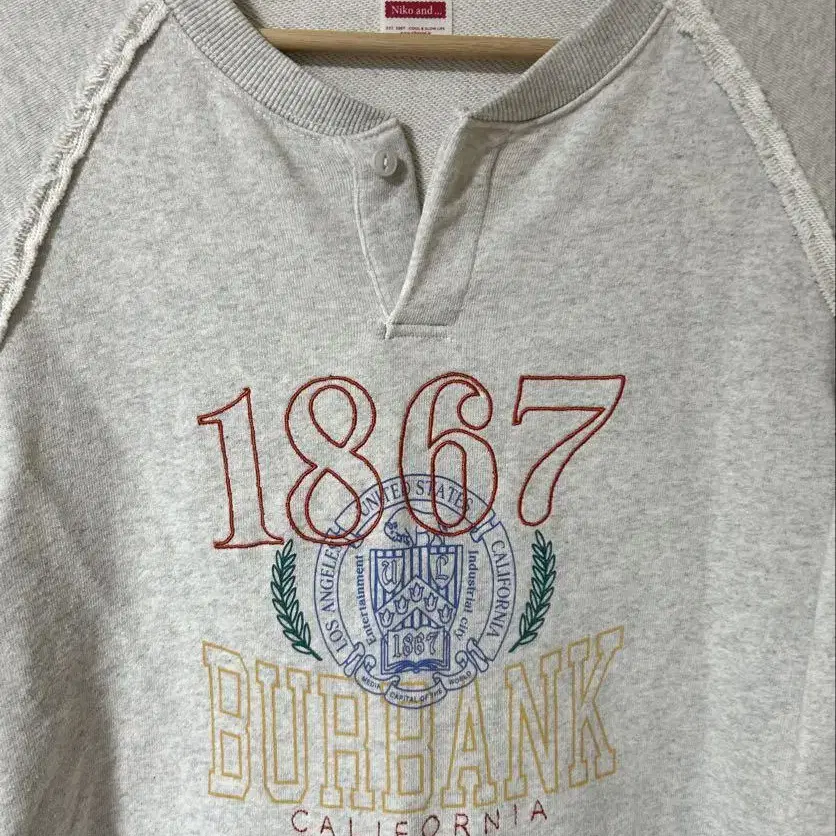 Niko and ...
1867
UNITED STATES
LOS ANGELES
CALIFORNIA
Entertainment
Industrial city
U L
1867
MEDIA CAPITAL OF THE WORLD
BURBANK
CALIFORNIA